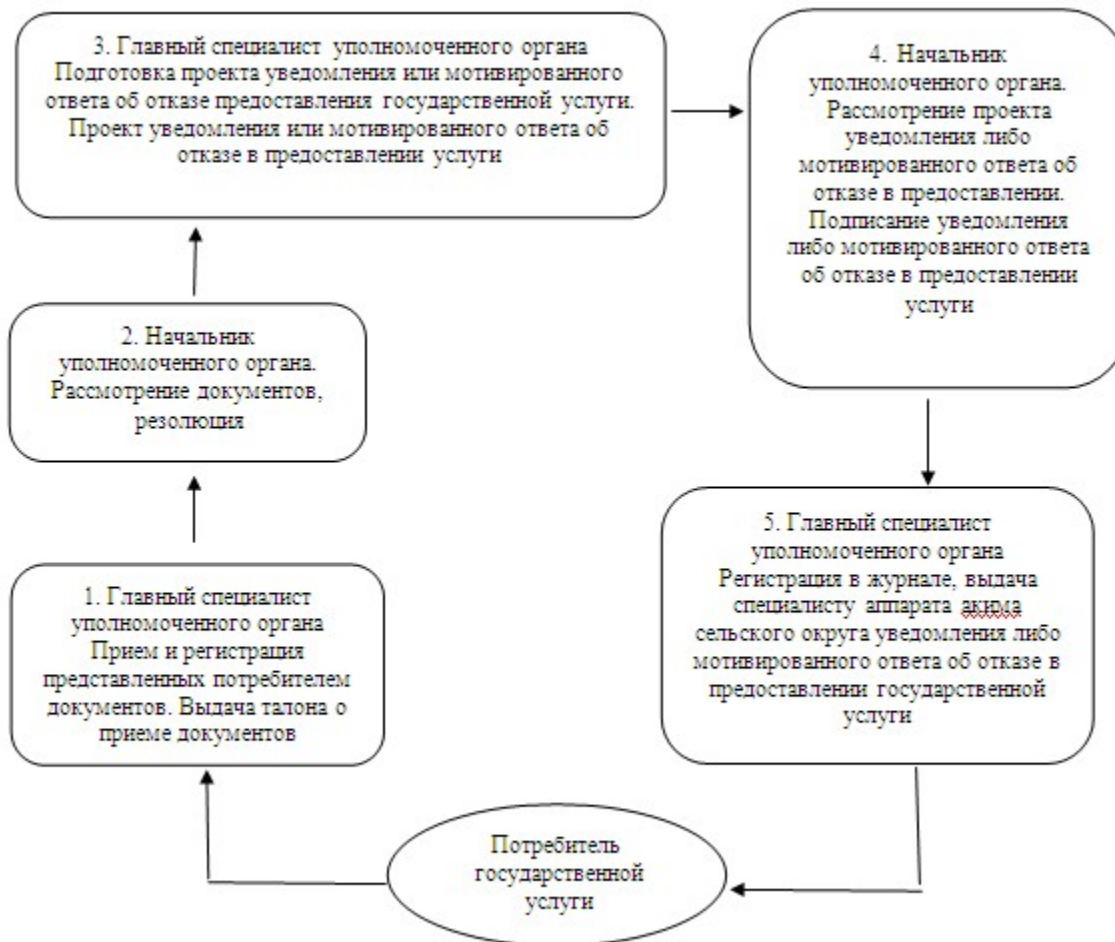 3. Главный специалист уполномоченного органа
Подготовка проекта уведомления или мотивированного
ответа об отказе предоставления государственной услуги.
Проект уведомления или мотивированного ответа об
отказе в предоставлении услуги
4. Начальник
уполномоченного органа.
Рассмотрение проекта
уведомления либо
мотивированного ответа об
отказе в предоставлении.
Подписание уведомления
либо мотивированного ответа
об отказе в предоставлении
услуги
2. Начальник
уполномоченного органа.
Рассмотрение документов,
резолюция
5. Главный специалист
уполномоченного органа
Регистрация в журнале, выдача
специалисту аппарата акима
сельского округа уведомления либо
мотивированного ответа об отказе в
предоставлении государственной
услуги
1. Главный специалист
уполномоченного органа
Прием и регистрация
представленных потребителем
документов. Выдача талона о
приеме документов
Потребитель
государственной
услуги